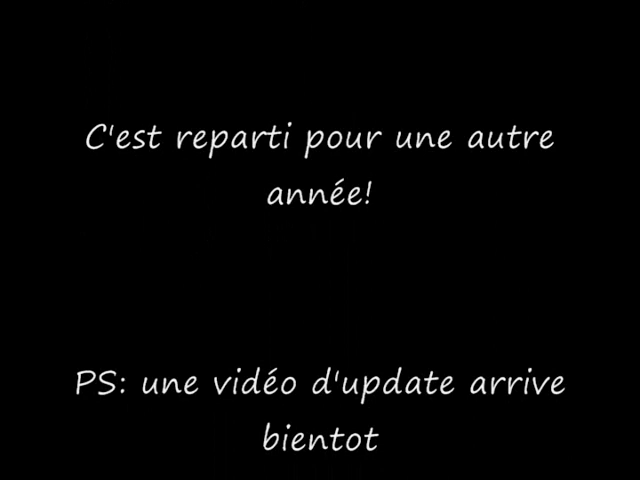 C'est reparti pour une autre
année!
PS: une vidéo d'update arrive
bientot